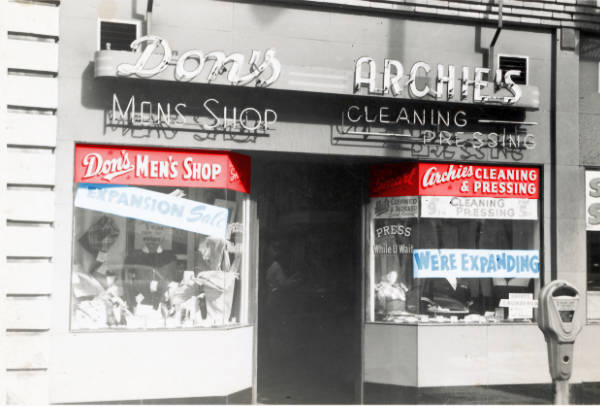 Don's
MENS SHOP
ARCHIE'S
CLEANING
PRESSING
Don's MEN'S SHOP
EXPANSION Sale
Archies CLEANING
& PRESSING
CLEANING
PRESSING
PRESS
While U Wait
WE'RE EXPANDING